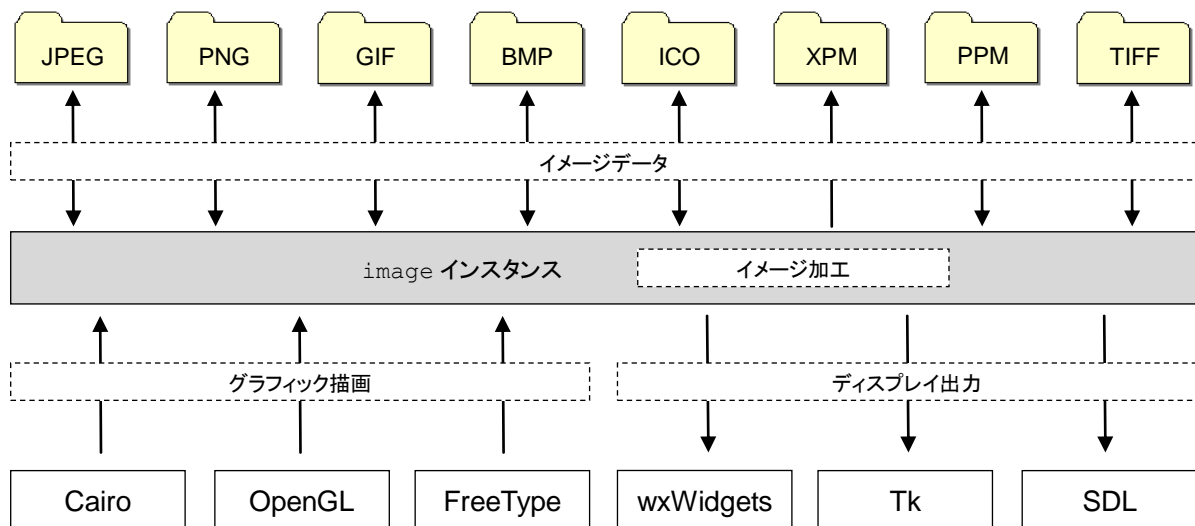 JPEG
PNG
GIF
BMP
ICO
XPM
PPM
TIFF
イメージデータ
image インスタンス
イメージ加工
グラフィック描画
ディスプレイ出力
Cairo
OpenGL
FreeType
wxWidgets
Tk
SDL